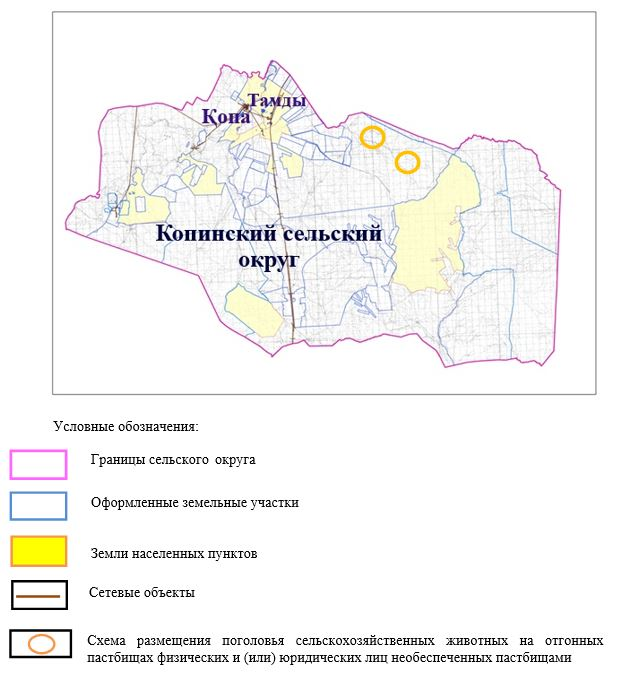 Тамды
Қопа
Копинский сельский
округ
Условные обозначения:
Границы сельского округа
Оформленные земельные участки
Земли населенных пунктов
Сетевые объекты
Схема размещения поголовья сельскохозяйственных животных на отгонных
пастбищах физических и (или) юридических лиц необеспеченных пастбищами